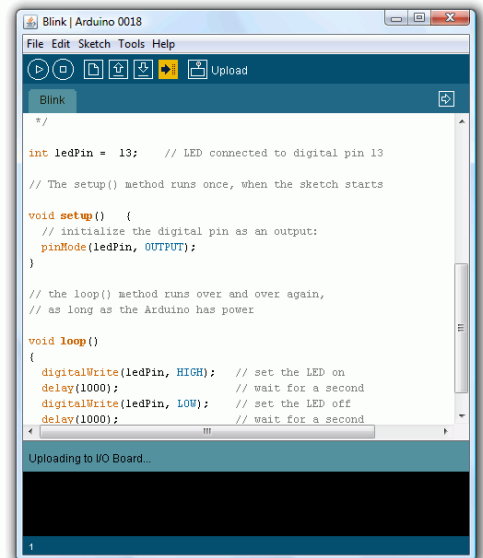 Blink | Arduino 0018
File Edit Sketch Tools Help
Upload
Blink
*/
int ledPin =  13;    // LED connected to digital pin 13
// The setup() method runs once, when the sketch starts
void setup()   {
  // initialize the digital pin as an output:
  pinMode(ledPin, OUTPUT);
}
// the loop() method runs over and over again,
// as long as the Arduino has power
void loop()
{
  digitalWrite(ledPin, HIGH);   // set the LED on
  delay(1000);                  // wait for a second
  digitalWrite(ledPin, LOW);    // set the LED off
  delay(1000);                  // wait for a second
Uploading to I/O Board...
1